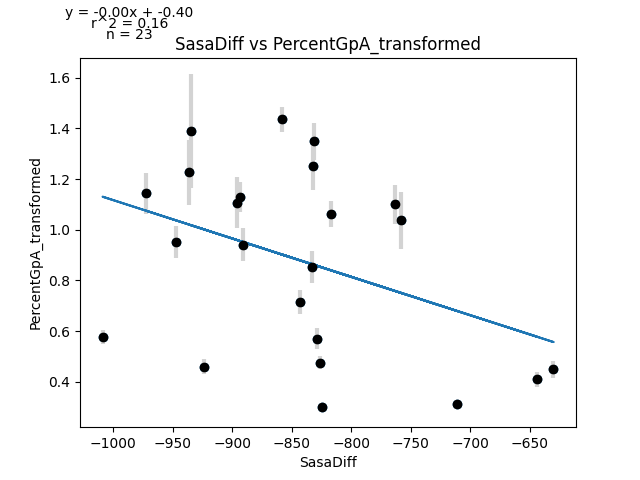 y = -0.00x + -0.40
r^2 = 0.16
n = 23
SasaDiff vs PercentGpA_transformed
PercentGpA_transformed
1.6
1.4
1.2
1.0
0.8
0.6
0.4
−1000 −950 −900 −850 −800 −750 −700 −650
SasaDiff